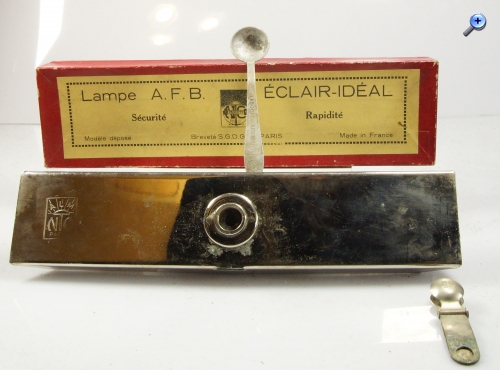 Lampe A.F.B. ÉCLAIR-IDÉAL
Sécurité Rapidité
Modèle déposé Breveté S.G.D.G. PARIS Made in France